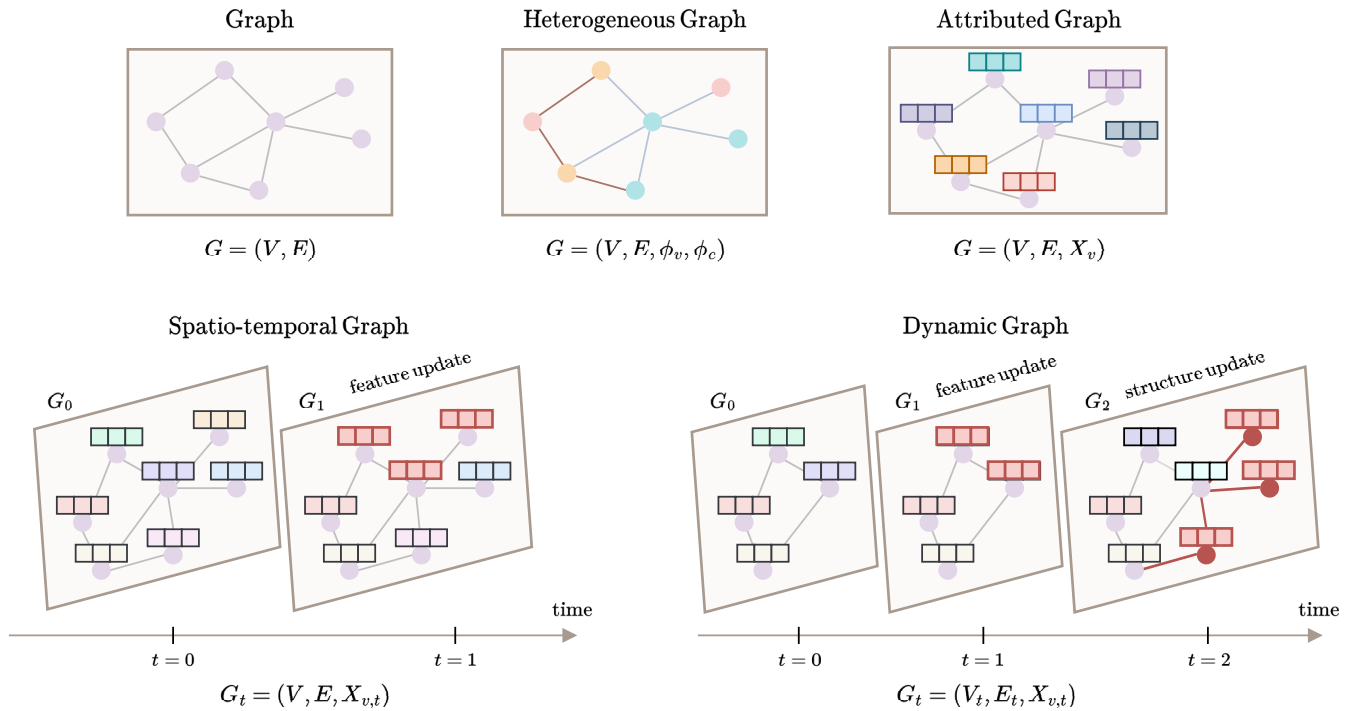 Graph
Heterogeneous Graph
Attributed Graph
G = (V, E)
G = (V, E, ϕ_v, ϕ_c)
G = (V, E, X_v)
Spatio-temporal Graph
Dynamic Graph
G_0
G_1
feature update
G_0
G_1
feature update
G_2
structure update
time
time
t = 0
t = 1
t = 0
t = 1
t = 2
G_t = (V, E, X_{v,t})
G_t = (V_t, E_t, X_{v,t})